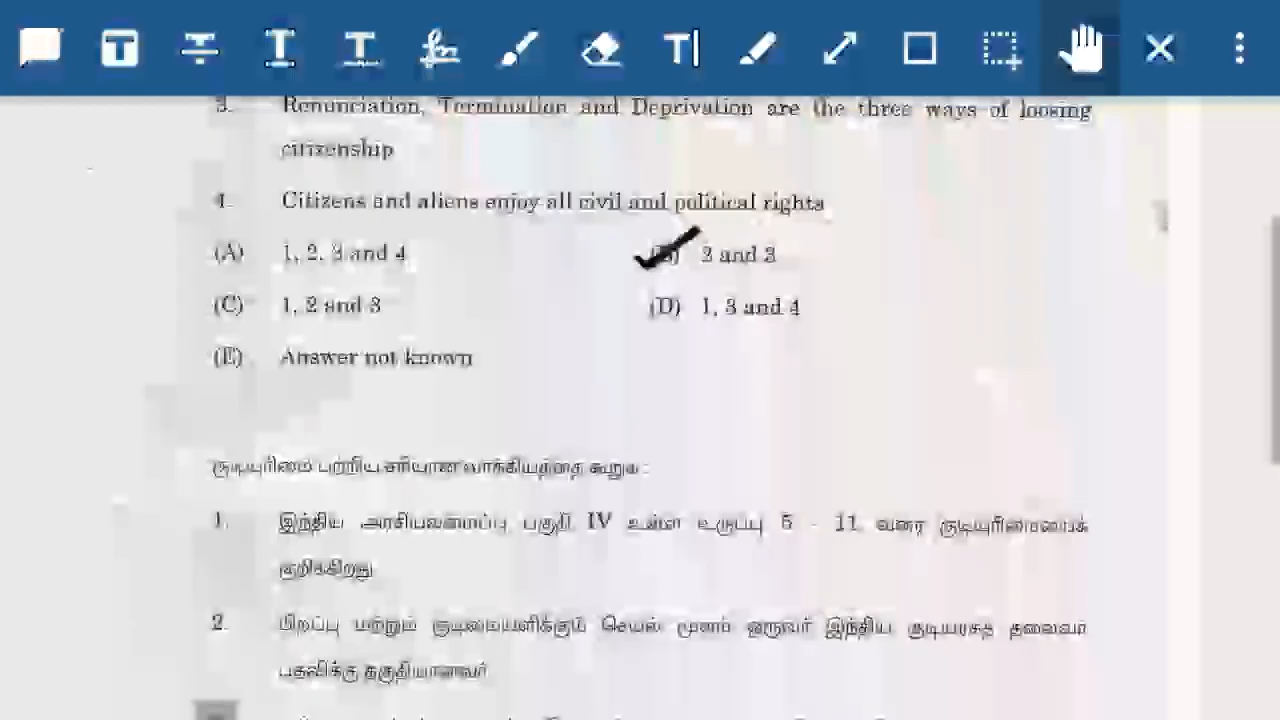 3. Renunciation, Termination and Deprivation are the three ways of loosing
citizenship
4. Citizens and aliens enjoy all civil and political rights
(A) 1, 2, 3 and 4 (B) 2 and 3
(C) 1, 2 and 3 (D) 1, 3 and 4
(E) Answer not known
குடியுரிமை பற்றிய சரியான வாக்கியத்தை கூறுக :
1. இந்திய அரசியலமைப்பு பகுதி IV உள்ள உறுப்பு 5 - 11 வரை குடியுரிமையைக்
குறிக்கிறது
2. பிறப்பு மற்றும் குடிமையளிக்கும் செயல் மூலம் ஒருவர் இந்திய குடியரசுத் தலைவர்
பதவிக்கு தகுதியானவர்